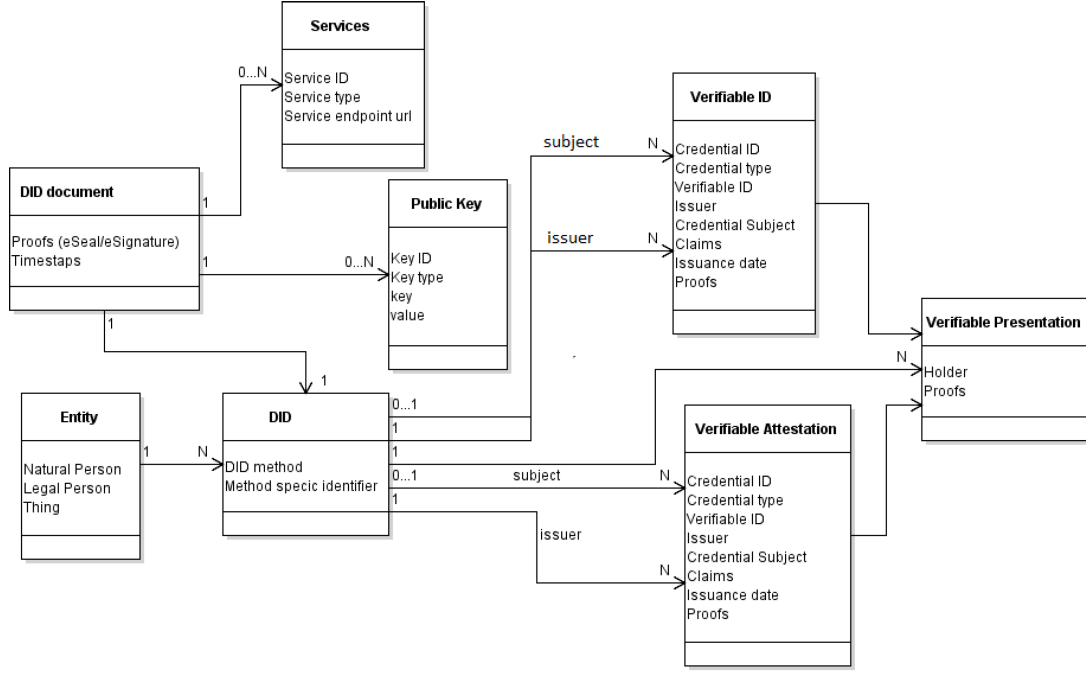 Services
Service ID
Service type
Service endpoint url
0...N
1
DID document
Proofs (eSeal/eSignature)
Timestaps
1
0...N
Public Key
Key ID
Key type
key
value
1
1
Entity
Natural Person
Legal Person
Thing
1
N
DID
DID method
Method specic identifier
0...1
1
1
0...1
1
subject
N
issuer
N
Verifiable ID
Credential ID
Credential type
Verifiable ID
Issuer
Credential Subject
Claims
Issuance date
Proofs
subject
N
issuer
N
Verifiable Attestation
Credential ID
Credential type
Verifiable ID
Issuer
Credential Subject
Claims
Issuance date
Proofs
N
Verifiable Presentation
Holder
Proofs